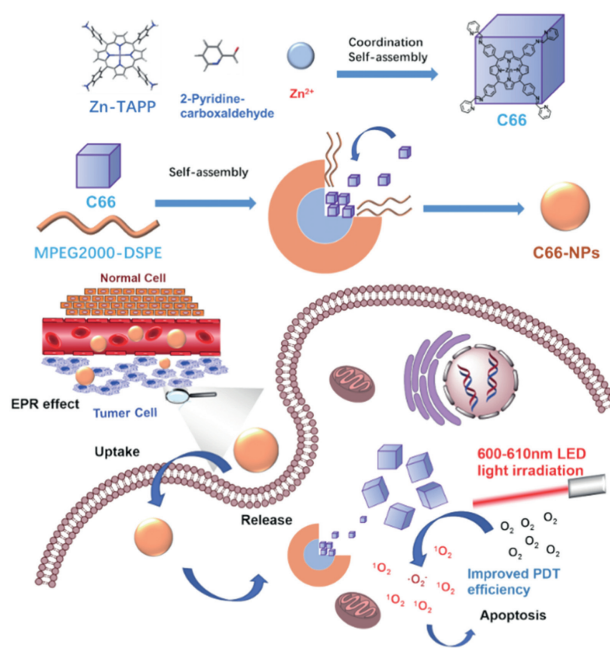 Zn-TAPP
2-Pyridine-
carboxaldehyde
Zn²⁺
Coordination
Self-assembly
C66
C66
MPEG2000-DSPE
Self-assembly
C66-NPs
Normal Cell
EPR effect
Tumer Cell
Uptake
Release
600-610nm LED
light irradiation
O₂ O₂ O₂
O₂ O₂
¹O₂ ¹O₂
·O₂⁻ ¹O₂
¹O₂ ¹O₂
Improved PDT
efficiency
Apoptosis